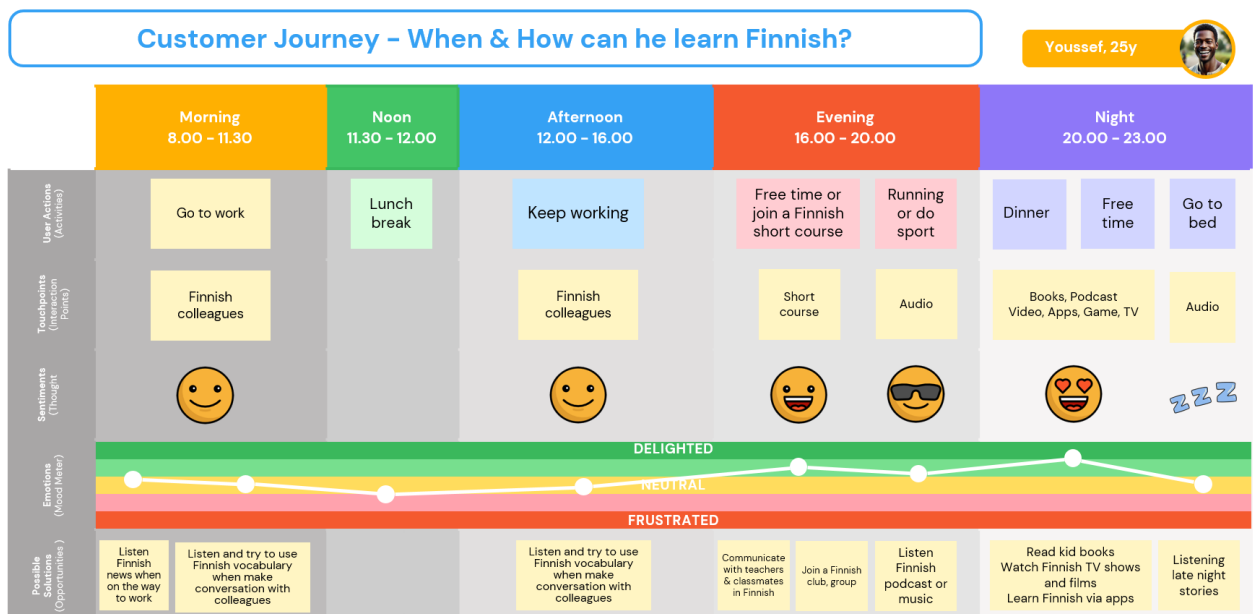 Customer Journey - When & How can he learn Finnish?
Youssef, 25y
Morning
8.00 - 11.30
Noon
11.30 - 12.00
Afternoon
12.00 - 16.00
Evening
16.00 - 20.00
Night
20.00 - 23.00
User Actions
(Activities)
Go to work
Lunch
break
Keep working
Free time or
join a Finnish
short course
Running
or do
sport
Dinner
Free
time
Go to
bed
Touchpoints
(Interaction
Points)
Finnish
colleagues
Finnish
colleagues
Short
course
Audio
Books, Podcast
Video, Apps, Game, TV
Audio
Sentiments
(Thought
Z Z Z
Emotions
(Mood Meter)
DELIGHTED
NEUTRAL
FRUSTRATED
Possible
Solutions
(Opportunities )
Listen
Finnish
news when
on the way
to work
Listen and try to use
Finnish vocabulary
when make
conversation with
colleagues
Listen and try to use
Finnish vocabulary
when make
conversation with
colleagues
Communicate
with teachers
& classmates
in Finnish
Join a Finnish
club, group
Listen
Finnish
podcast or
music
Read kid books
Watch Finnish TV shows
and films
Learn Finnish via apps
Listening
late night
stories